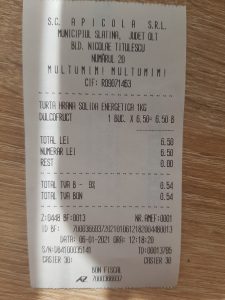 S.C. APICOLA S.R.L.
MUNICIPIUL SLATINA, JUDET OLT
BLD. NICOLAE TITULESCU
NUMARUL 20
MULTUMIM! MULTUMIM!
CIF: RO9071463
TURTA HRANA SOLIDA ENERGETICA 1KG
DULCOFRUCT 1 BUC. X 6,50= 6.50 B
TOTAL LEI 6.50
NUMERAR LEI 6.50
REST 0.00
TOTAL TVA B - 9% 0.54
TOTAL TVA BON 0.54
Z:0448 BF:0013 NR.AMEF:0001
DATA: 06-01-2021 ORA: 12:18:20
CASIER 30: CASIER 30
BON FISCAL